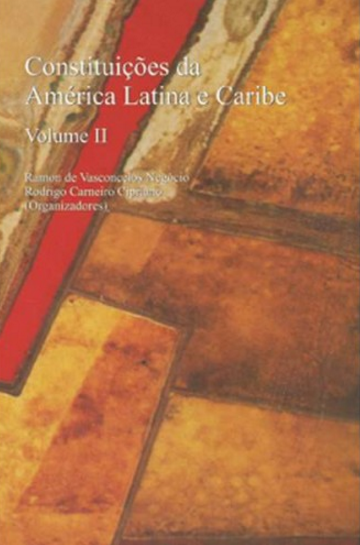 Constituições da
América Latina e Caribe
Volume II
Ramon de Vasconcelos Negócio
Rodrigo Carneiro Cipriano
(Organizadores)